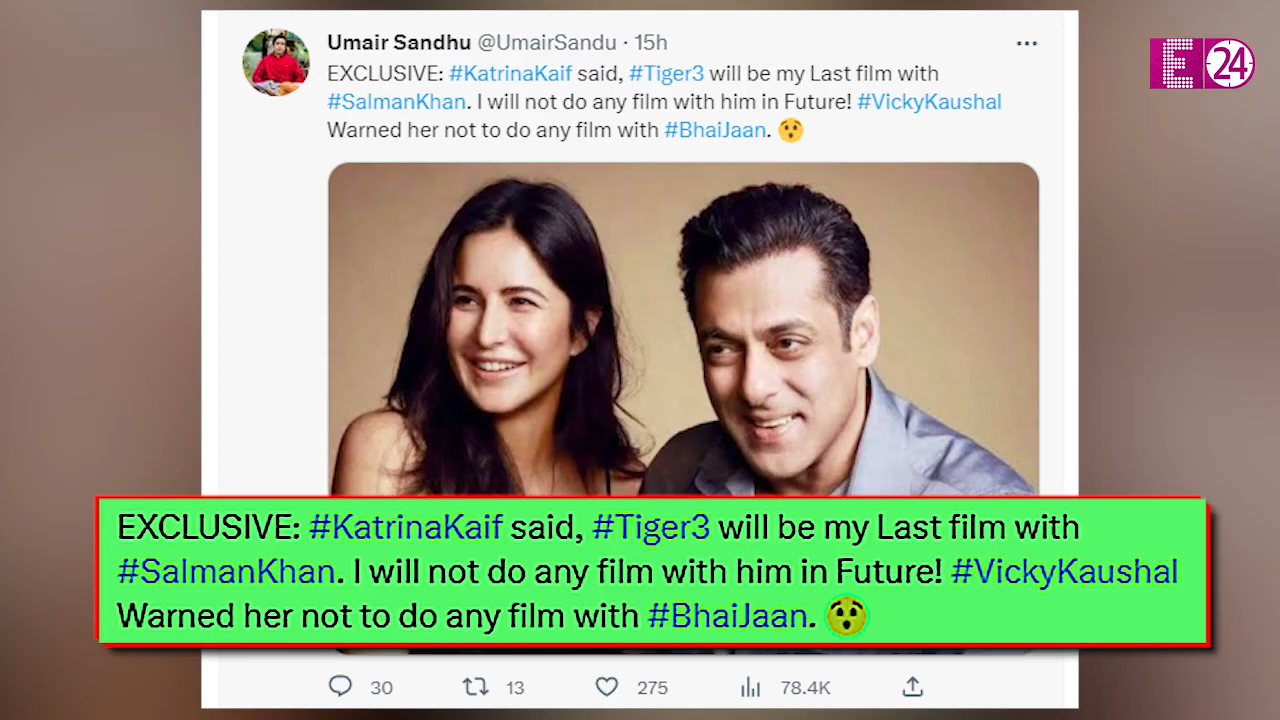 Umair Sandhu @UmairSandu · 15h
EXCLUSIVE: #KatrinaKaif said, #Tiger3 will be my Last film with
#SalmanKhan. I will not do any film with him in Future! #VickyKaushal
Warned her not to do any film with #BhaiJaan. 😯
E 24
EXCLUSIVE: #KatrinaKaif said, #Tiger3 will be my Last film with
#SalmanKhan. I will not do any film with him in Future! #VickyKaushal
Warned her not to do any film with #BhaiJaan. 😯
30 13 275 78.4K